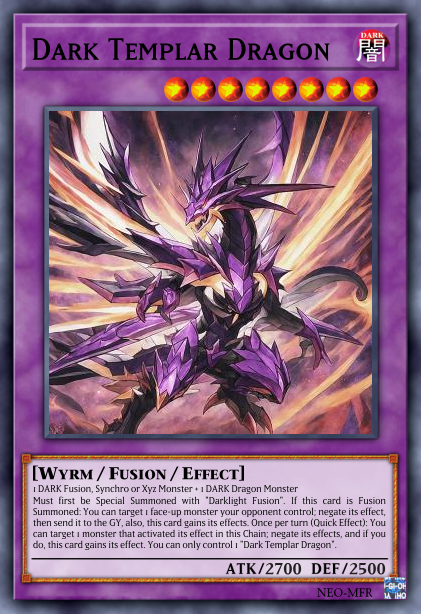 DARK TEMPLAR DRAGON
DARK
闇
[WYRM / FUSION / EFFECT]
1 DARK Fusion, Synchro or Xyz Monster + 1 DARK Dragon Monster
Must first be Special Summoned with "Darklight Fusion". If this card is Fusion
Summoned: You can target 1 face-up monster your opponent control; negate its effect,
then send it to the GY, also, this card gains its effects. Once per turn (Quick Effect): You
can target 1 monster that activated its effect in this Chain; negate its effects, and if you
do, this card gains its effect. You can only control 1 "Dark Templar Dragon".
ATK/2700 DEF/2500
NEO-MFR